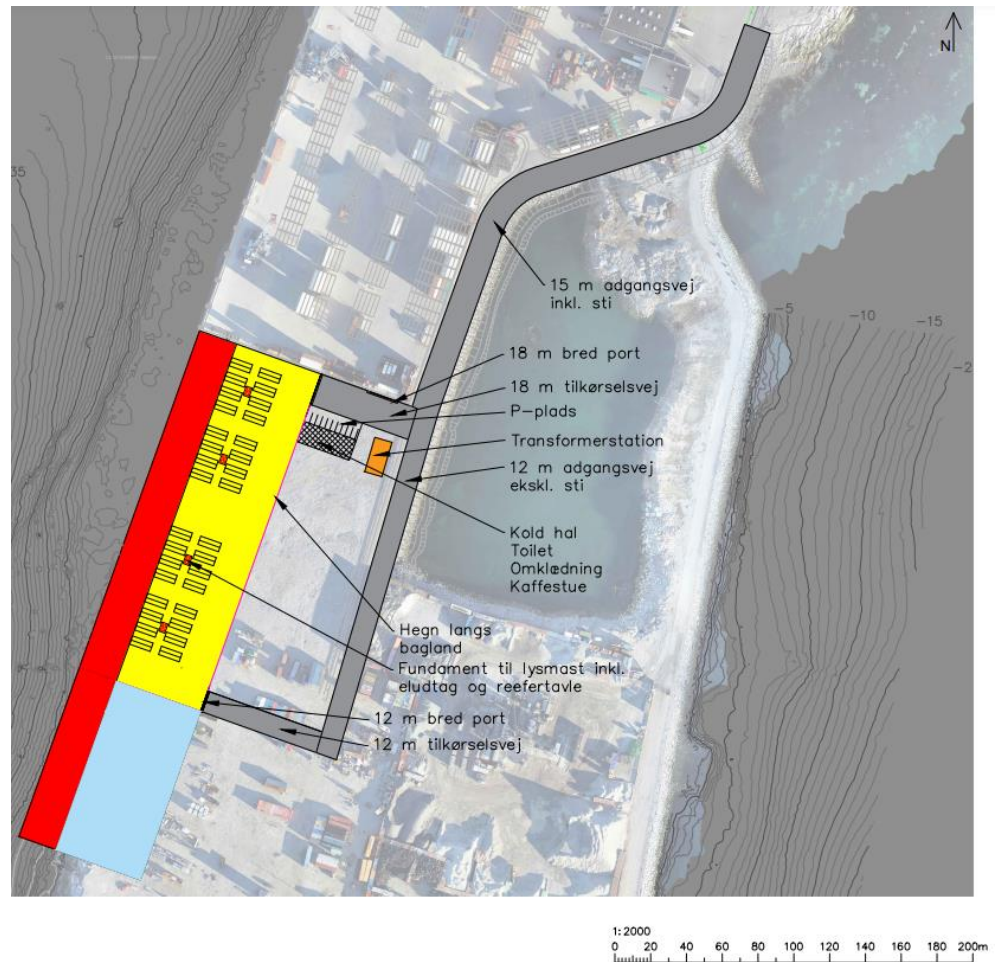 N
35
15 m adgangsvej
inkl. sti
-5
-10
-15
-2
18 m bred port
18 m tilkørselsvej
P-plads
Transformerstation
12 m adgangsvej
ekskl. sti
Kold hal
Toilet
Omklædning
Kaffestue
Hegn langs
bagland
Fundament til lysmast inkl.
eludtag og reefertavle
12 m bred port
12 m tilkørselsvej
1:2000
0 20 40 60 80 100 120 140 160 180 200m